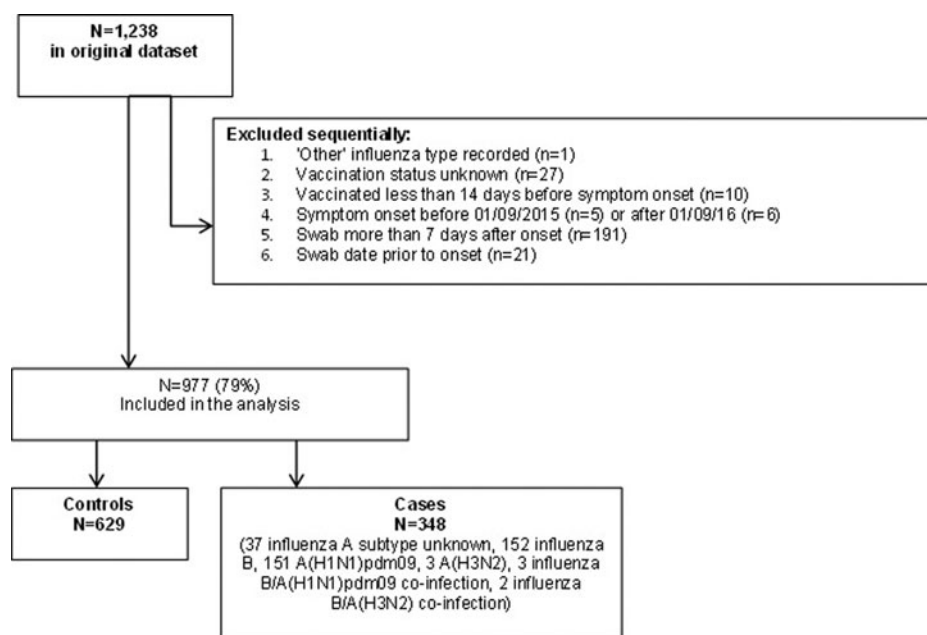 N=1,238
in original dataset
Excluded sequentially:
1. 'Other' influenza type recorded (n=1)
2. Vaccination status unknown (n=27)
3. Vaccinated less than 14 days before symptom onset (n=10)
4. Symptom onset before 01/09/2015 (n=5) or after 01/09/16 (n=6)
5. Swab more than 7 days after onset (n=191)
6. Swab date prior to onset (n=21)
N=977 (79%)
Included in the analysis
Controls
N=629
Cases
N=348
(37 influenza A subtype unknown, 152 influenza
B, 151 A(H1N1)pdm09, 3 A(H3N2), 3 influenza
B/A(H1N1)pdm09 co-infection, 2 influenza
B/A(H3N2) co-infection)